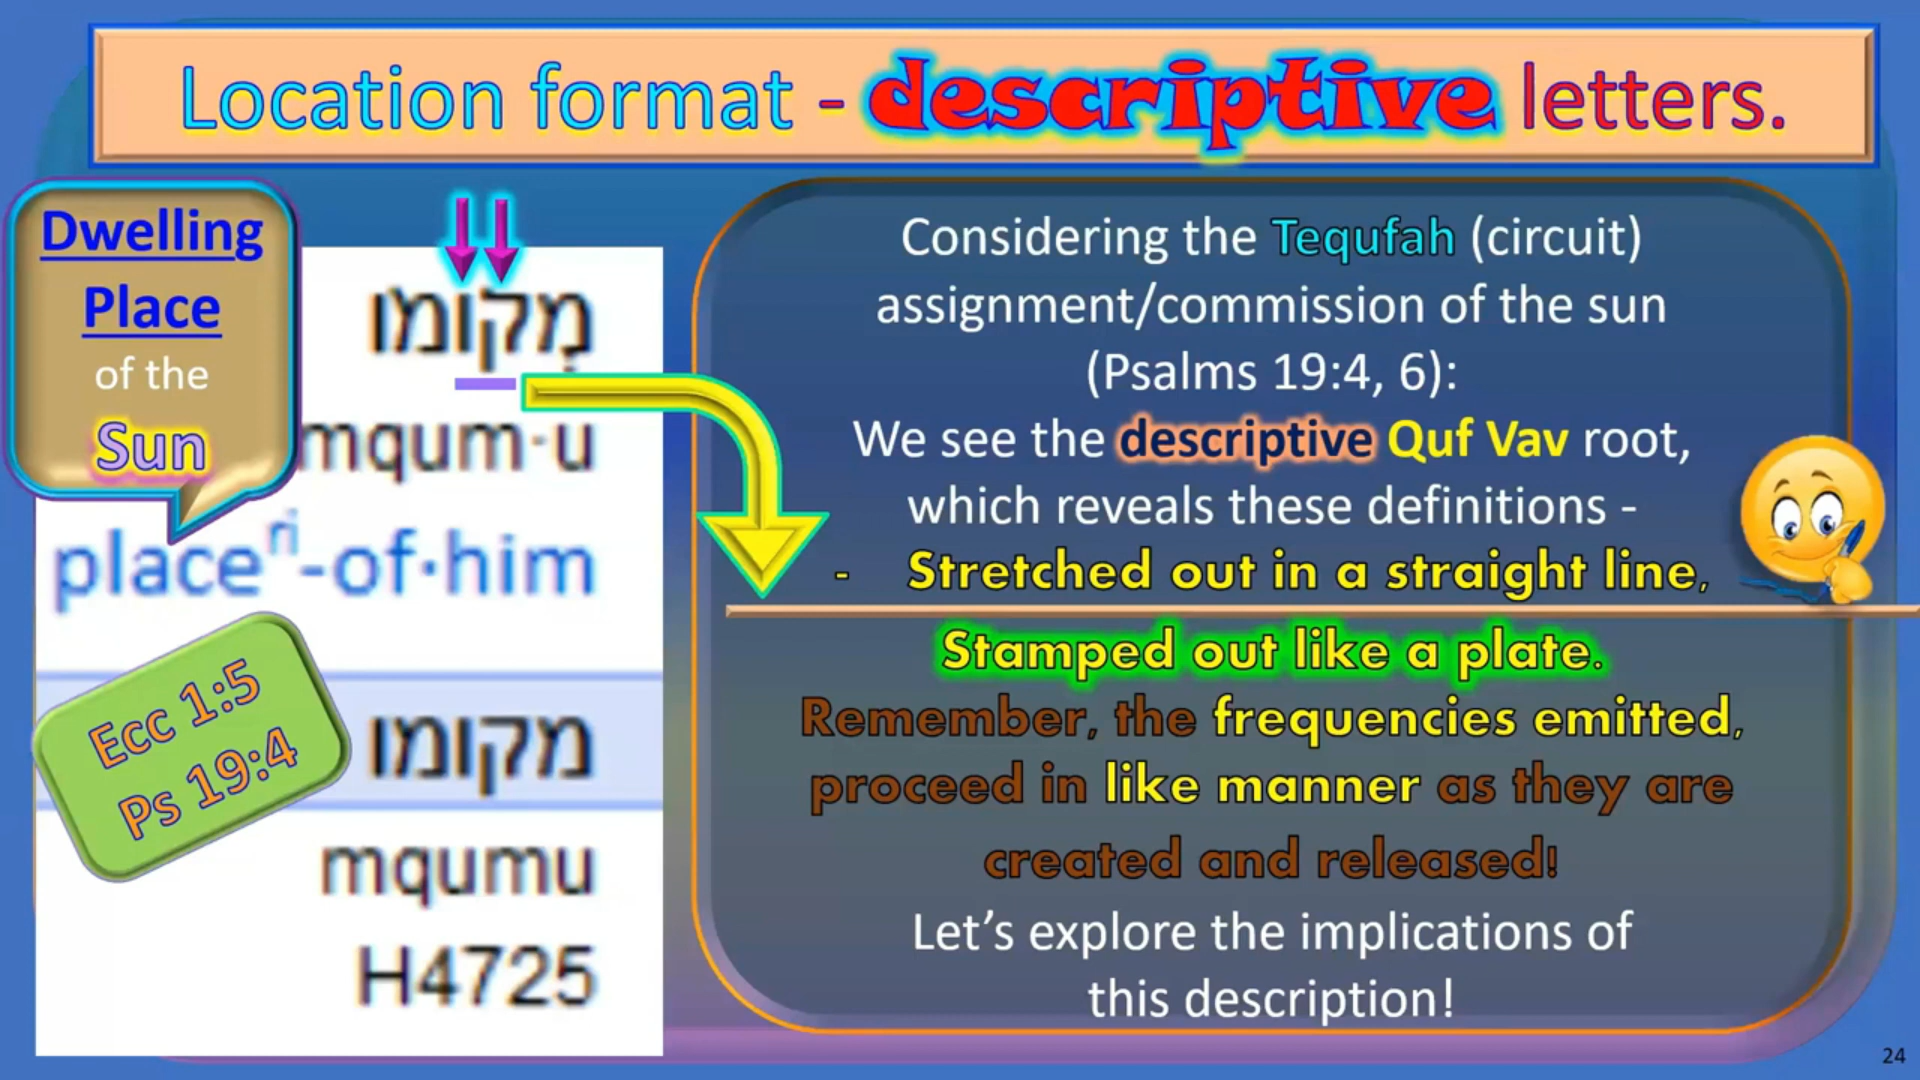 Location format - descriptive letters.
Dwelling
Place
of the
Sun
מָקומו
mqum·u
placeⁿ-of·him
Ecc 1:5
Ps 19:4
מקומו
mqumu
H4725
Considering the Tequfah (circuit)
assignment/commission of the sun
(Psalms 19:4, 6):
We see the descriptive Quf Vav root,
which reveals these definitions -
- Stretched out in a straight line,
Stamped out like a plate.
Remember, the frequencies emitted,
proceed in like manner as they are
created and released!
Let’s explore the implications of
this description!
24